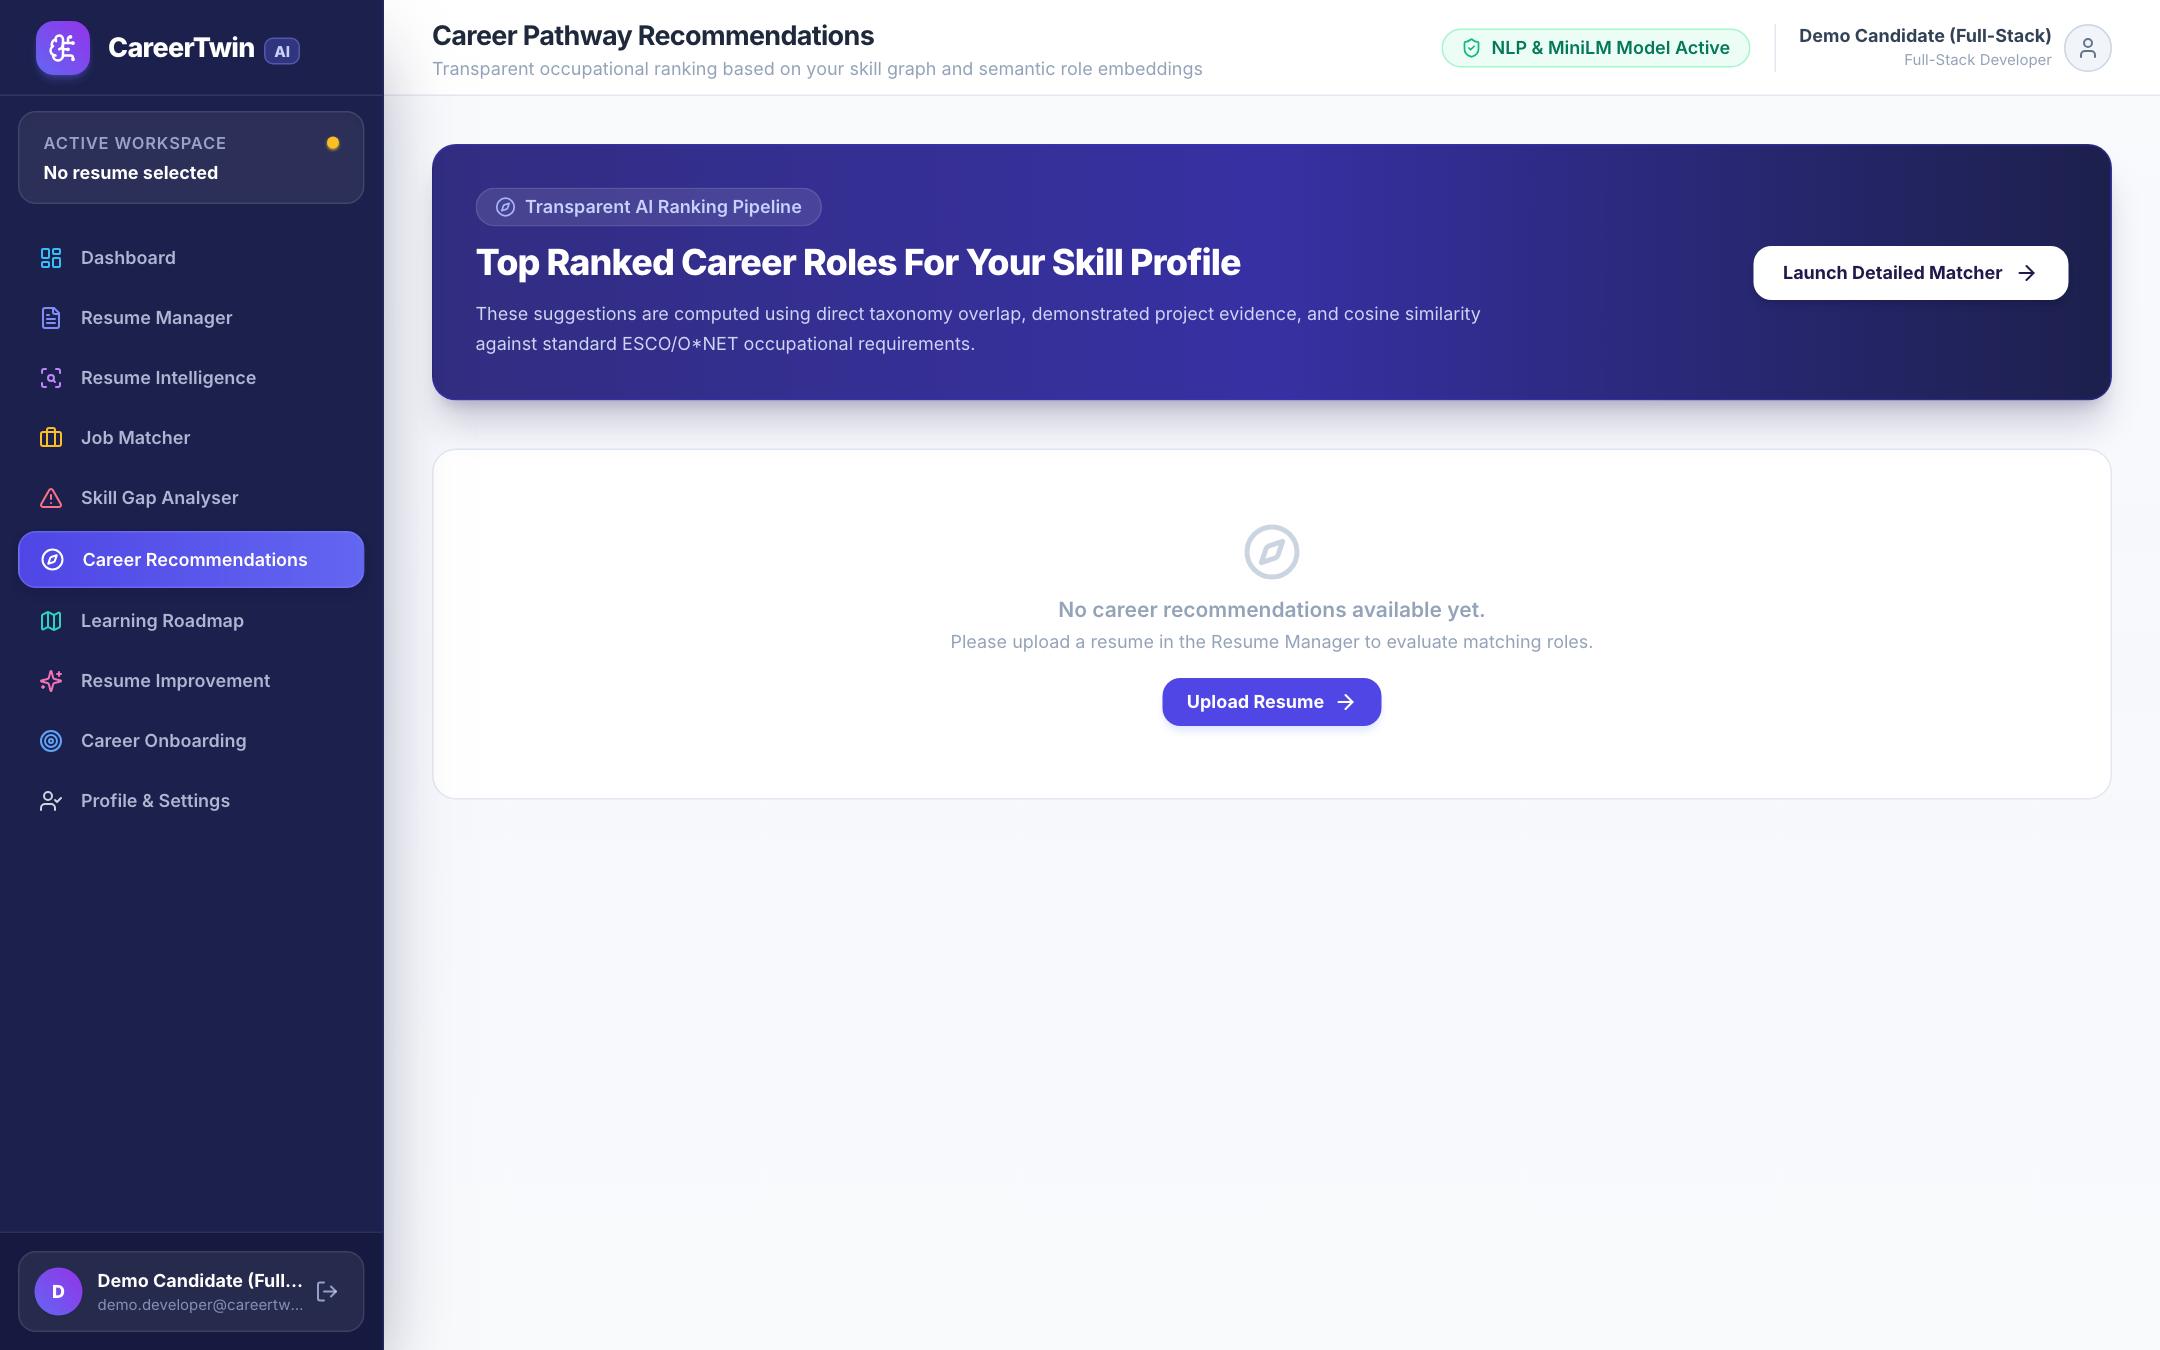 CareerTwin AI
ACTIVE WORKSPACE
No resume selected
Dashboard
Resume Manager
Resume Intelligence
Job Matcher
Skill Gap Analyser
Career Recommendations
Learning Roadmap
Resume Improvement
Career Onboarding
Profile & Settings
D
Demo Candidate (Full...
demo.developer@careertw...
Career Pathway Recommendations
Transparent occupational ranking based on your skill graph and semantic role embeddings
NLP & MiniLM Model Active
Demo Candidate (Full-Stack)
Full-Stack Developer
Transparent AI Ranking Pipeline
Top Ranked Career Roles For Your Skill Profile
These suggestions are computed using direct taxonomy overlap, demonstrated project evidence, and cosine similarity
against standard ESCO/O*NET occupational requirements.
Launch Detailed Matcher
No career recommendations available yet.
Please upload a resume in the Resume Manager to evaluate matching roles.
Upload Resume